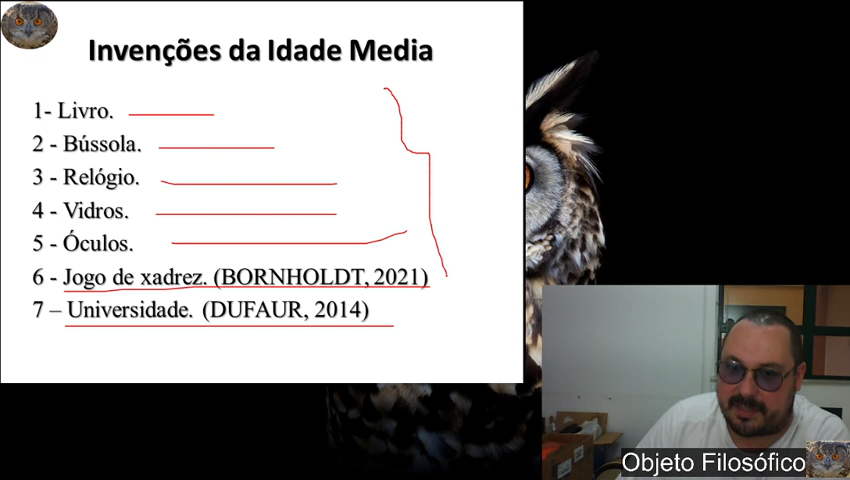 Invenções da Idade Media
1- Livro.
2 - Bússola.
3 - Relógio.
4 - Vidros.
5 - Óculos.
6 - Jogo de xadrez. (BORNHOLDT, 2021)
7 – Universidade. (DUFAUR, 2014)
Objeto Filosófico